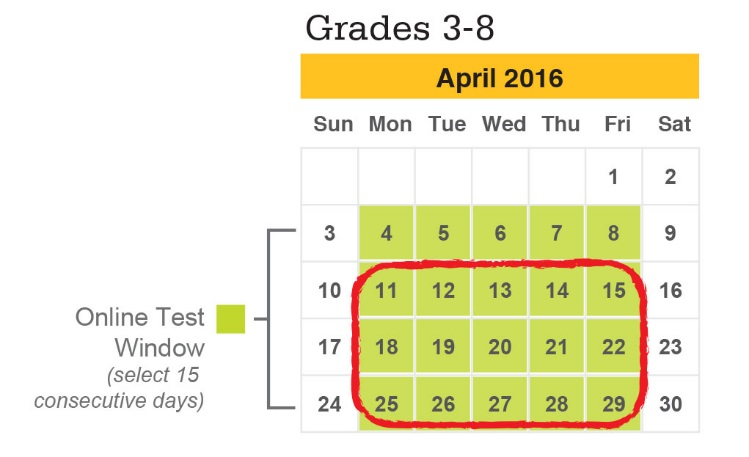 Grades 3-8
April 2016
Sun Mon Tue Wed Thu Fri Sat
1 2
3 4 5 6 7 8 9
10 11 12 13 14 15 16
17 18 19 20 21 22 23
24 25 26 27 28 29 30
Online Test
Window
(select 15
consecutive days)